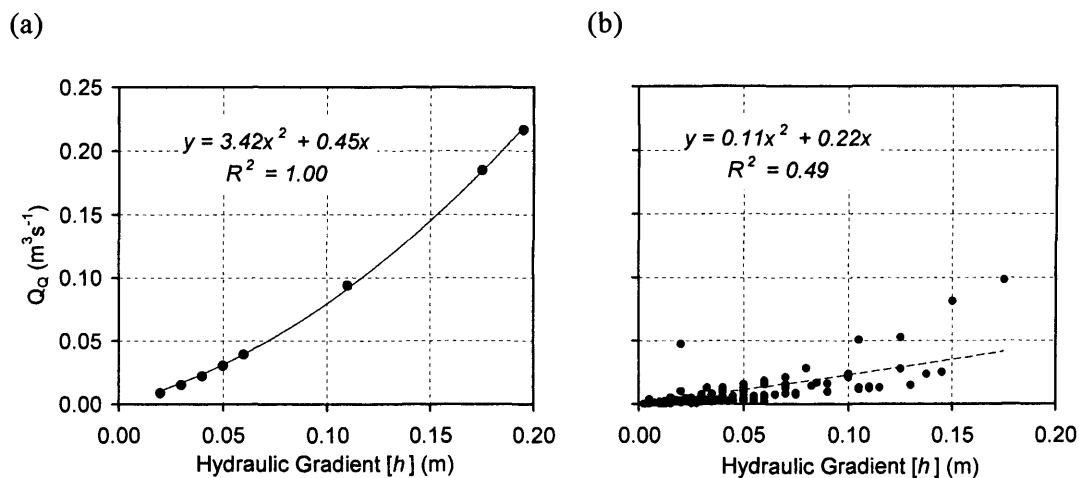 (a)
(b)
0.25
0.20
0.15
0.10
0.05
0.00
Q_Q (m³s⁻¹)
y = 3.42x² + 0.45x
R² = 1.00
0.00 0.05 0.10 0.15 0.20
Hydraulic Gradient [h] (m)
y = 0.11x² + 0.22x
R² = 0.49
0.00 0.05 0.10 0.15 0.20
Hydraulic Gradient [h] (m)